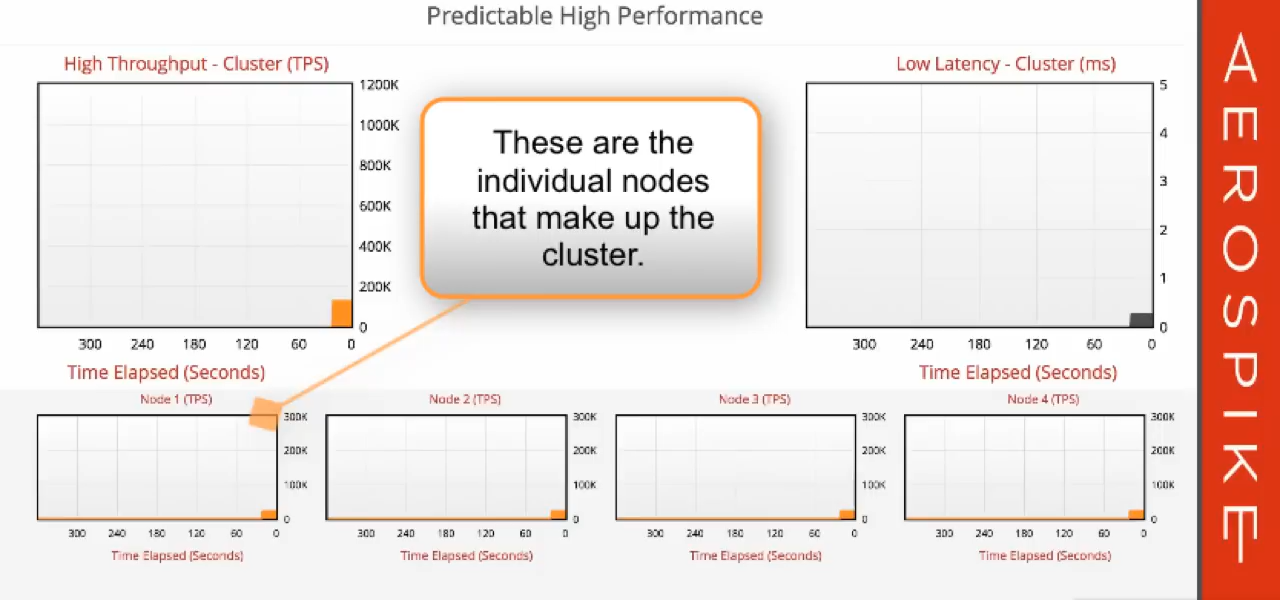 Predictable High Performance
High Throughput - Cluster (TPS)
1200K
1000K
800K
600K
400K
200K
0
300 240 180 120 60 0
Time Elapsed (Seconds)
These are the
individual nodes
that make up the
cluster.
Low Latency - Cluster (ms)
5
4
3
2
1
0
300 240 180 120 60 0
Time Elapsed (Seconds)
Node 1 (TPS)
300K
200K
100K
0
300 240 180 120 60 0
Time Elapsed (Seconds)
Node 2 (TPS)
300K
200K
100K
0
300 240 180 120 60 0
Time Elapsed (Seconds)
Node 3 (TPS)
300K
200K
100K
0
300 240 180 120 60 0
Time Elapsed (Seconds)
Node 4 (TPS)
300K
200K
100K
0
300 240 180 120 60 0
Time Elapsed (Seconds)
AEROSPIKE